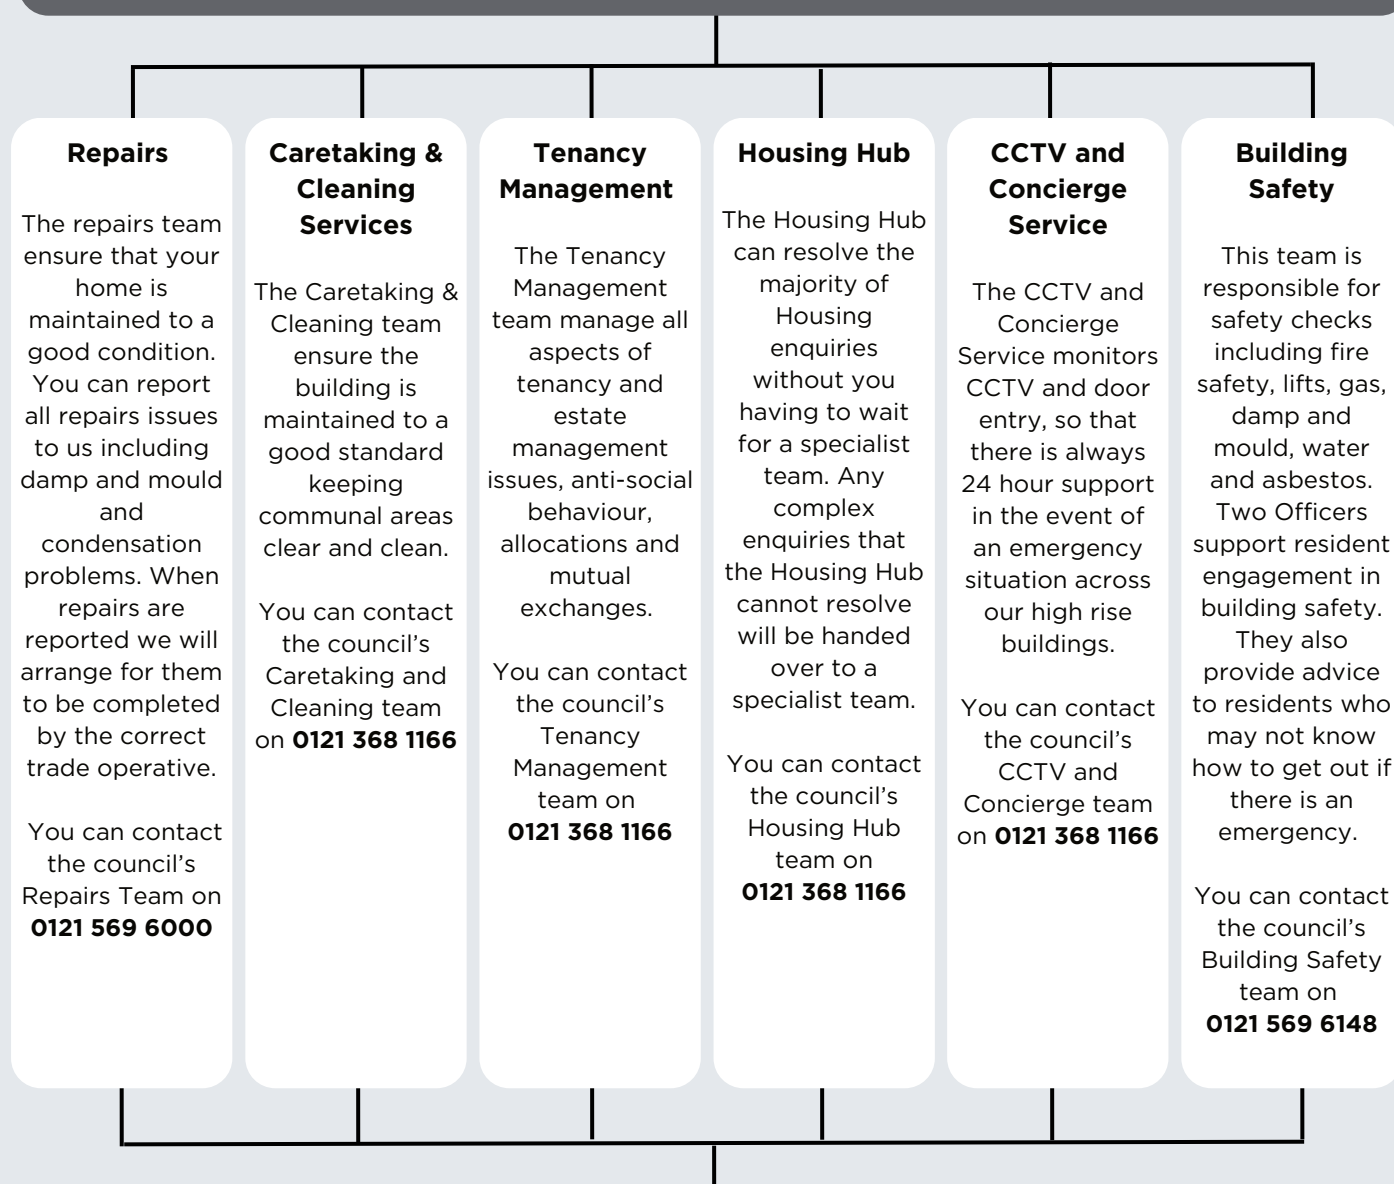 Repairs
The repairs team
ensure that your
home is
maintained to a
good condition.
You can report
all repairs issues
to us including
damp and mould
and
condensation
problems. When
repairs are
reported we will
arrange for them
to be completed
by the correct
trade operative.
You can contact
the council’s
Repairs Team on
0121 569 6000
Caretaking &
Cleaning
Services
The Caretaking &
Cleaning team
ensure the
building is
maintained to a
good standard
keeping
communal areas
clear and clean.
You can contact
the council’s
Caretaking and
Cleaning team
on 0121 368 1166
Tenancy
Management
The Tenancy
Management
team manage all
aspects of
tenancy and
estate
management
issues, anti-social
behaviour,
allocations and
mutual
exchanges.
You can contact
the council’s
Tenancy
Management
team on
0121 368 1166
Housing Hub
The Housing Hub
can resolve the
majority of
Housing
enquiries
without you
having to wait
for a specialist
team. Any
complex
enquiries that
the Housing Hub
cannot resolve
will be handed
over to a
specialist team.
You can contact
the council’s
Housing Hub
team on
0121 368 1166
CCTV and
Concierge
Service
The CCTV and
Concierge
Service monitors
CCTV and door
entry, so that
there is always
24 hour support
in the event of
an emergency
situation across
our high rise
buildings.
You can contact
the council’s
CCTV and
Concierge team
on 0121 368 1166
Building
Safety
This team is
responsible for
safety checks
including fire
safety, lifts, gas,
damp and
mould, water
and asbestos.
Two Officers
support resident
engagement in
building safety.
They also
provide advice
to residents who
may not know
how to get out if
there is an
emergency.
You can contact
the council’s
Building Safety
team on
0121 569 6148